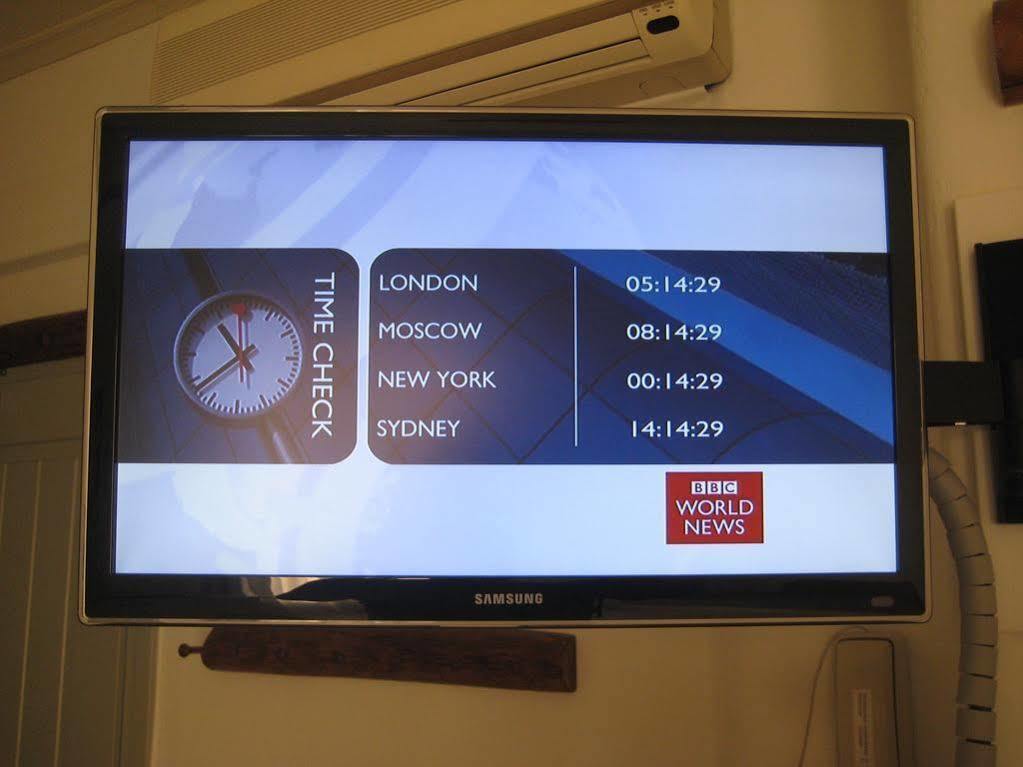 TIME CHECK
LONDON 05:14:29
MOSCOW 08:14:29
NEW YORK 00:14:29
SYDNEY 14:14:29
BBC
WORLD
NEWS
SAMSUNG